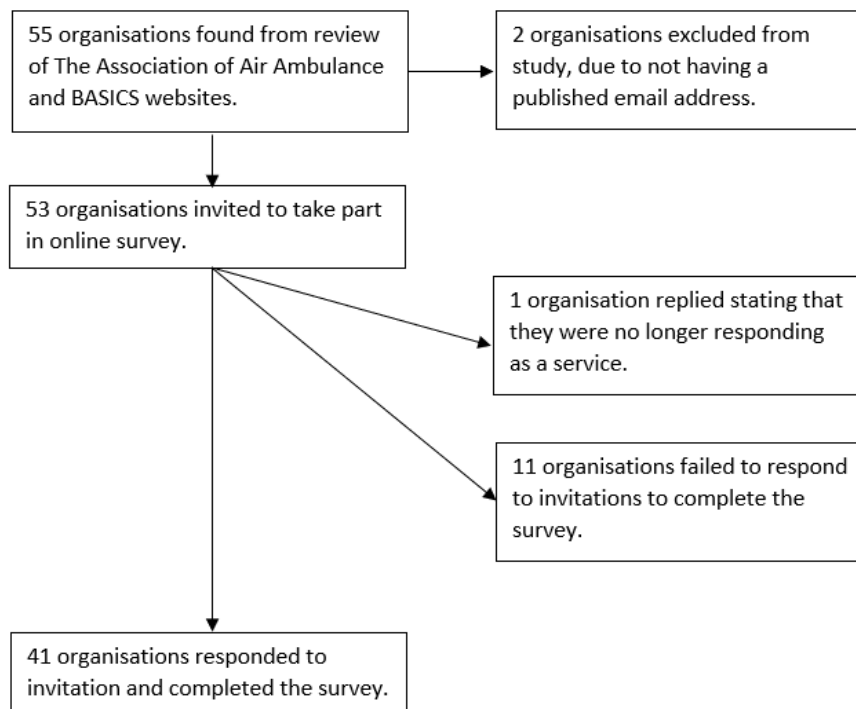 55 organisations found from review
of The Association of Air Ambulance
and BASICS websites.
2 organisations excluded from
study, due to not having a
published email address.
53 organisations invited to take part
in online survey.
1 organisation replied stating that
they were no longer responding
as a service.
11 organisations failed to respond
to invitations to complete the
survey.
41 organisations responded to
invitation and completed the survey.